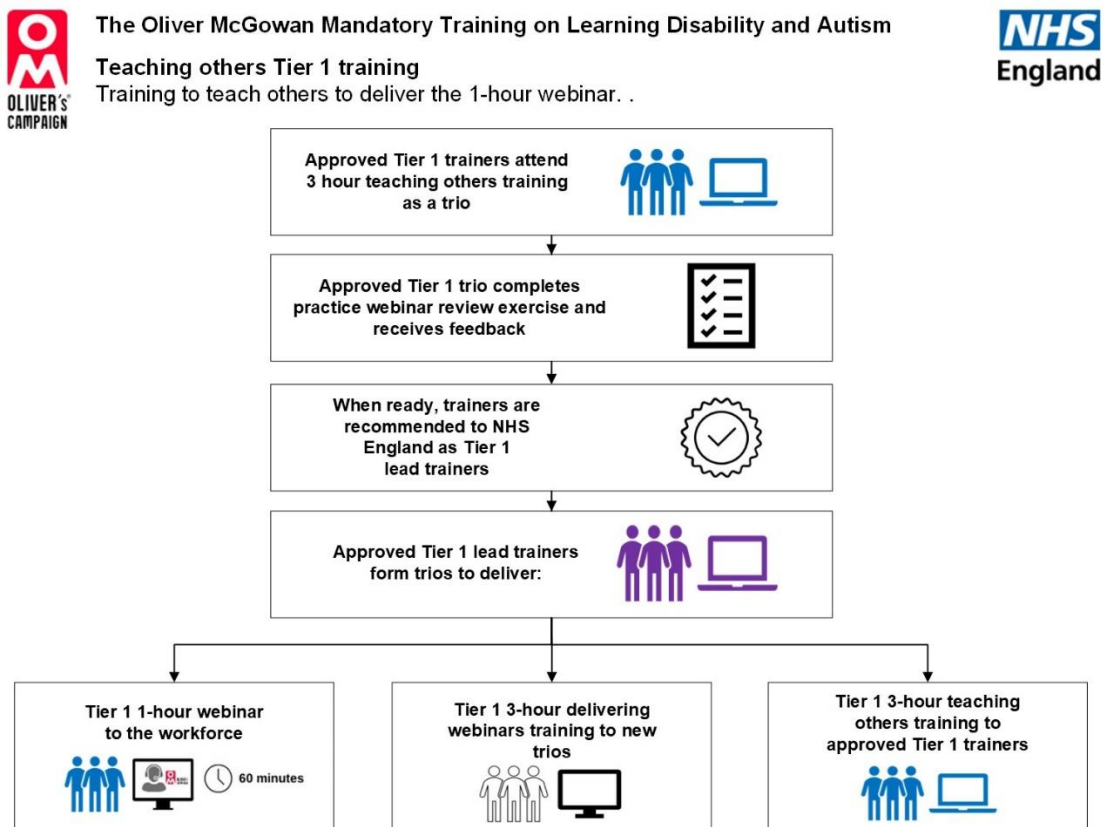 OM
OLIVER's
CAMPAIGN
The Oliver McGowan Mandatory Training on Learning Disability and Autism
Teaching others Tier 1 training
Training to teach others to deliver the 1-hour webinar. .
NHS
England
Approved Tier 1 trainers attend
3 hour teaching others training
as a trio
Approved Tier 1 trio completes
practice webinar review exercise and
receives feedback
When ready, trainers are
recommended to NHS
England as Tier 1
lead trainers
Approved Tier 1 lead trainers
form trios to deliver:
Tier 1 1-hour webinar
to the workforce
OM
60 minutes
Tier 1 3-hour delivering
webinars training to new
trios
Tier 1 3-hour teaching
others training to
approved Tier 1 trainers